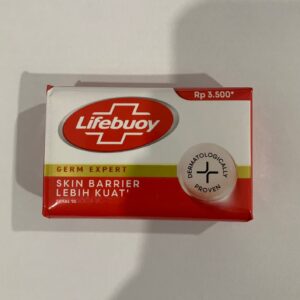 Rp 3.500*
Lifebuoy
GERM EXPERT
SKIN BARRIER
LEBIH KUAT*
DERMATOLOGICALLY
PROVEN